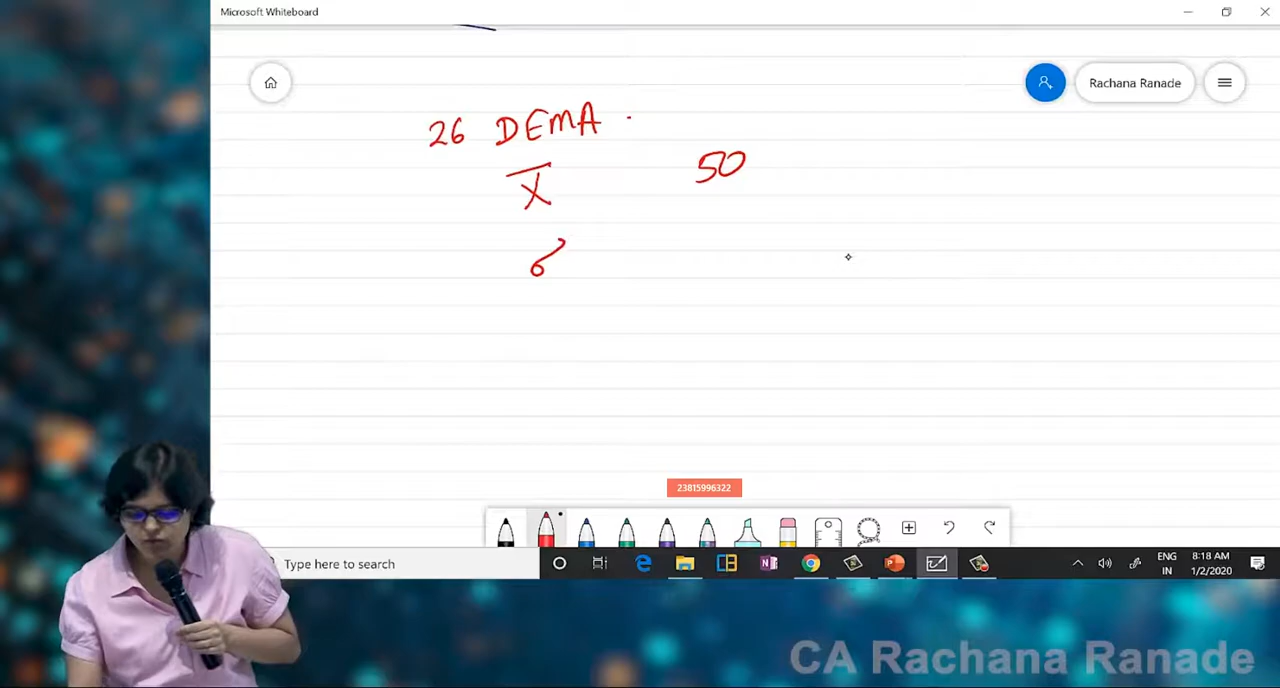 Microsoft Whiteboard
Rachana Ranade
26 DEMA .
X̅ 50
σ
23815996322
Type here to search
ENG
IN
8:18 AM
1/2/2020
CA Rachana Ranade